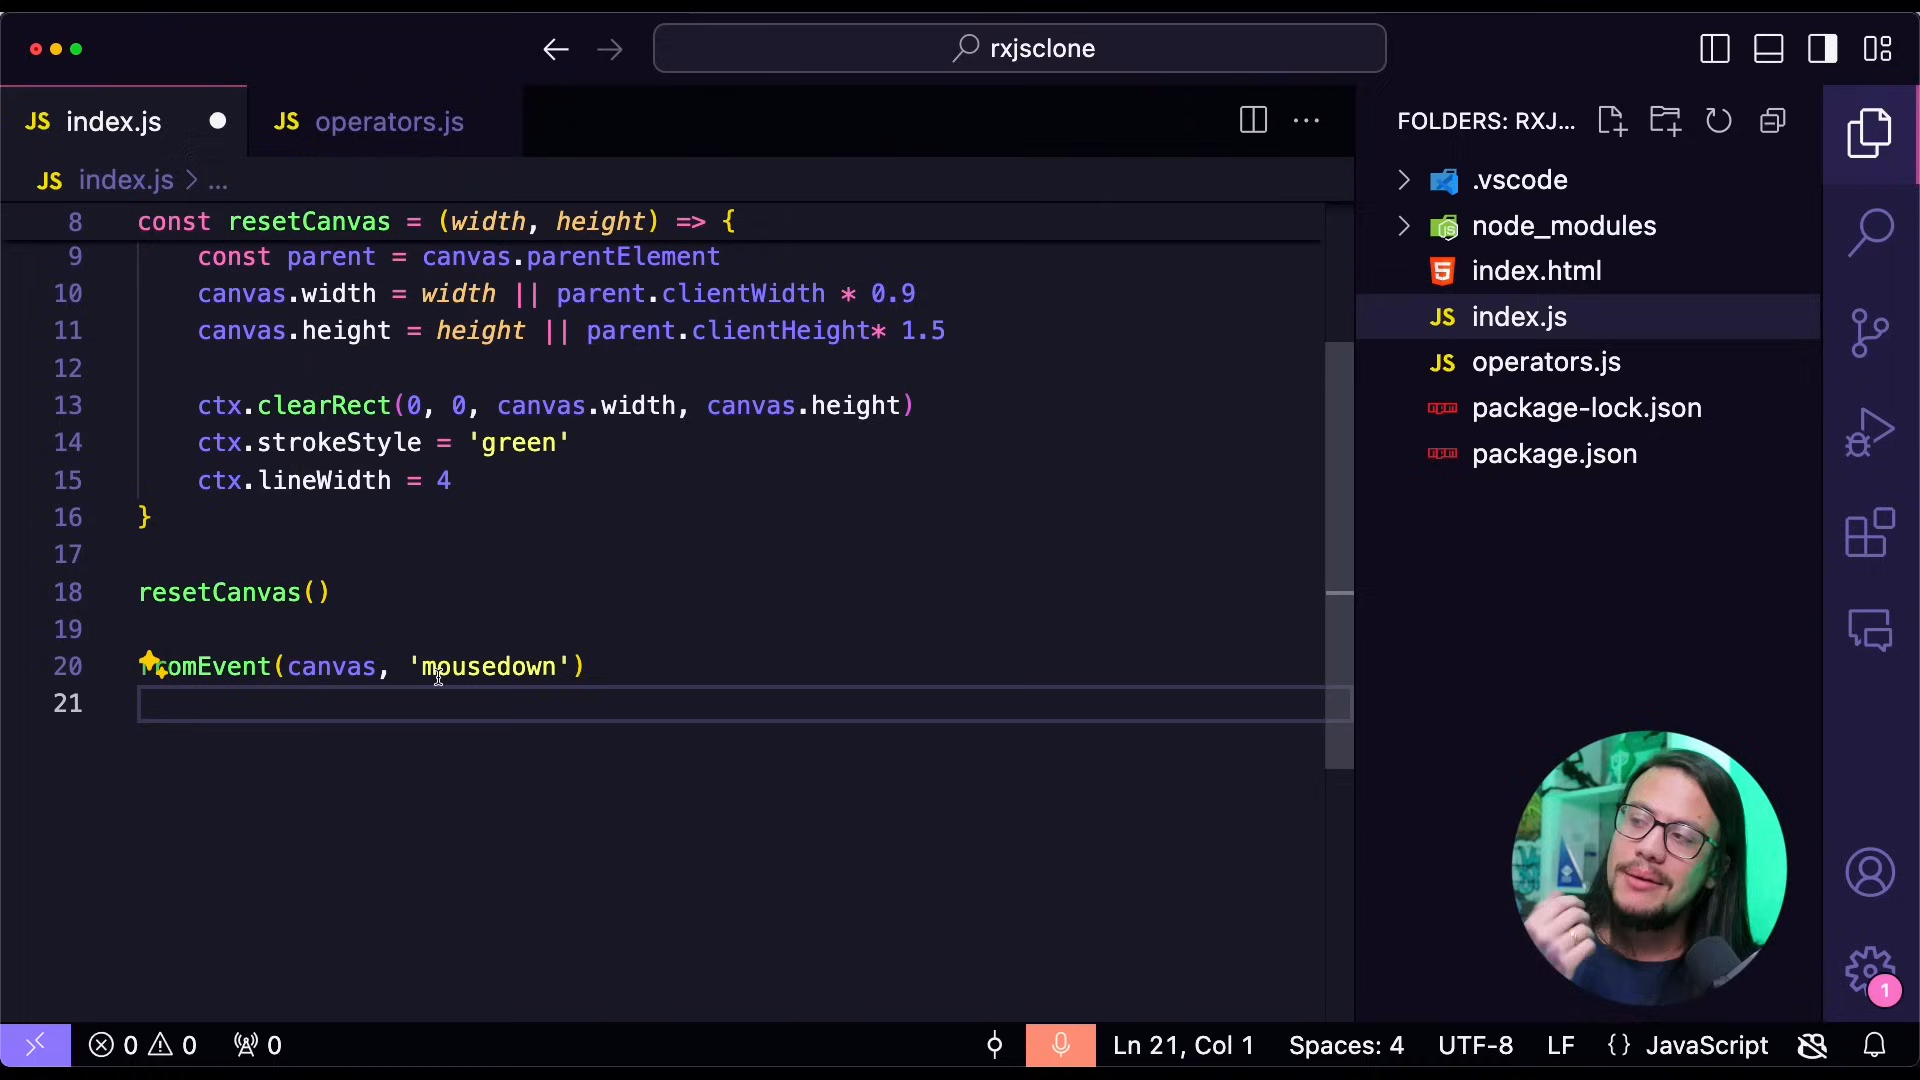 rxjsclone
JS index.js
JS operators.js
JS index.js > ...
FOLDERS: RXJ...
8 const resetCanvas = (width, height) => {
9 const parent = canvas.parentElement
10 canvas.width = width || parent.clientWidth * 0.9
11 canvas.height = height || parent.clientHeight* 1.5
12
13 ctx.clearRect(0, 0, canvas.width, canvas.height)
14 ctx.strokeStyle = 'green'
15 ctx.lineWidth = 4
16 }
17
18 resetCanvas()
19
20 fromEvent(canvas, 'mousedown')
21
.vscode
node_modules
index.html
JS index.js
JS operators.js
package-lock.json
package.json
1
0 0 0
Ln 21, Col 1
Spaces: 4
UTF-8
LF
{} JavaScript